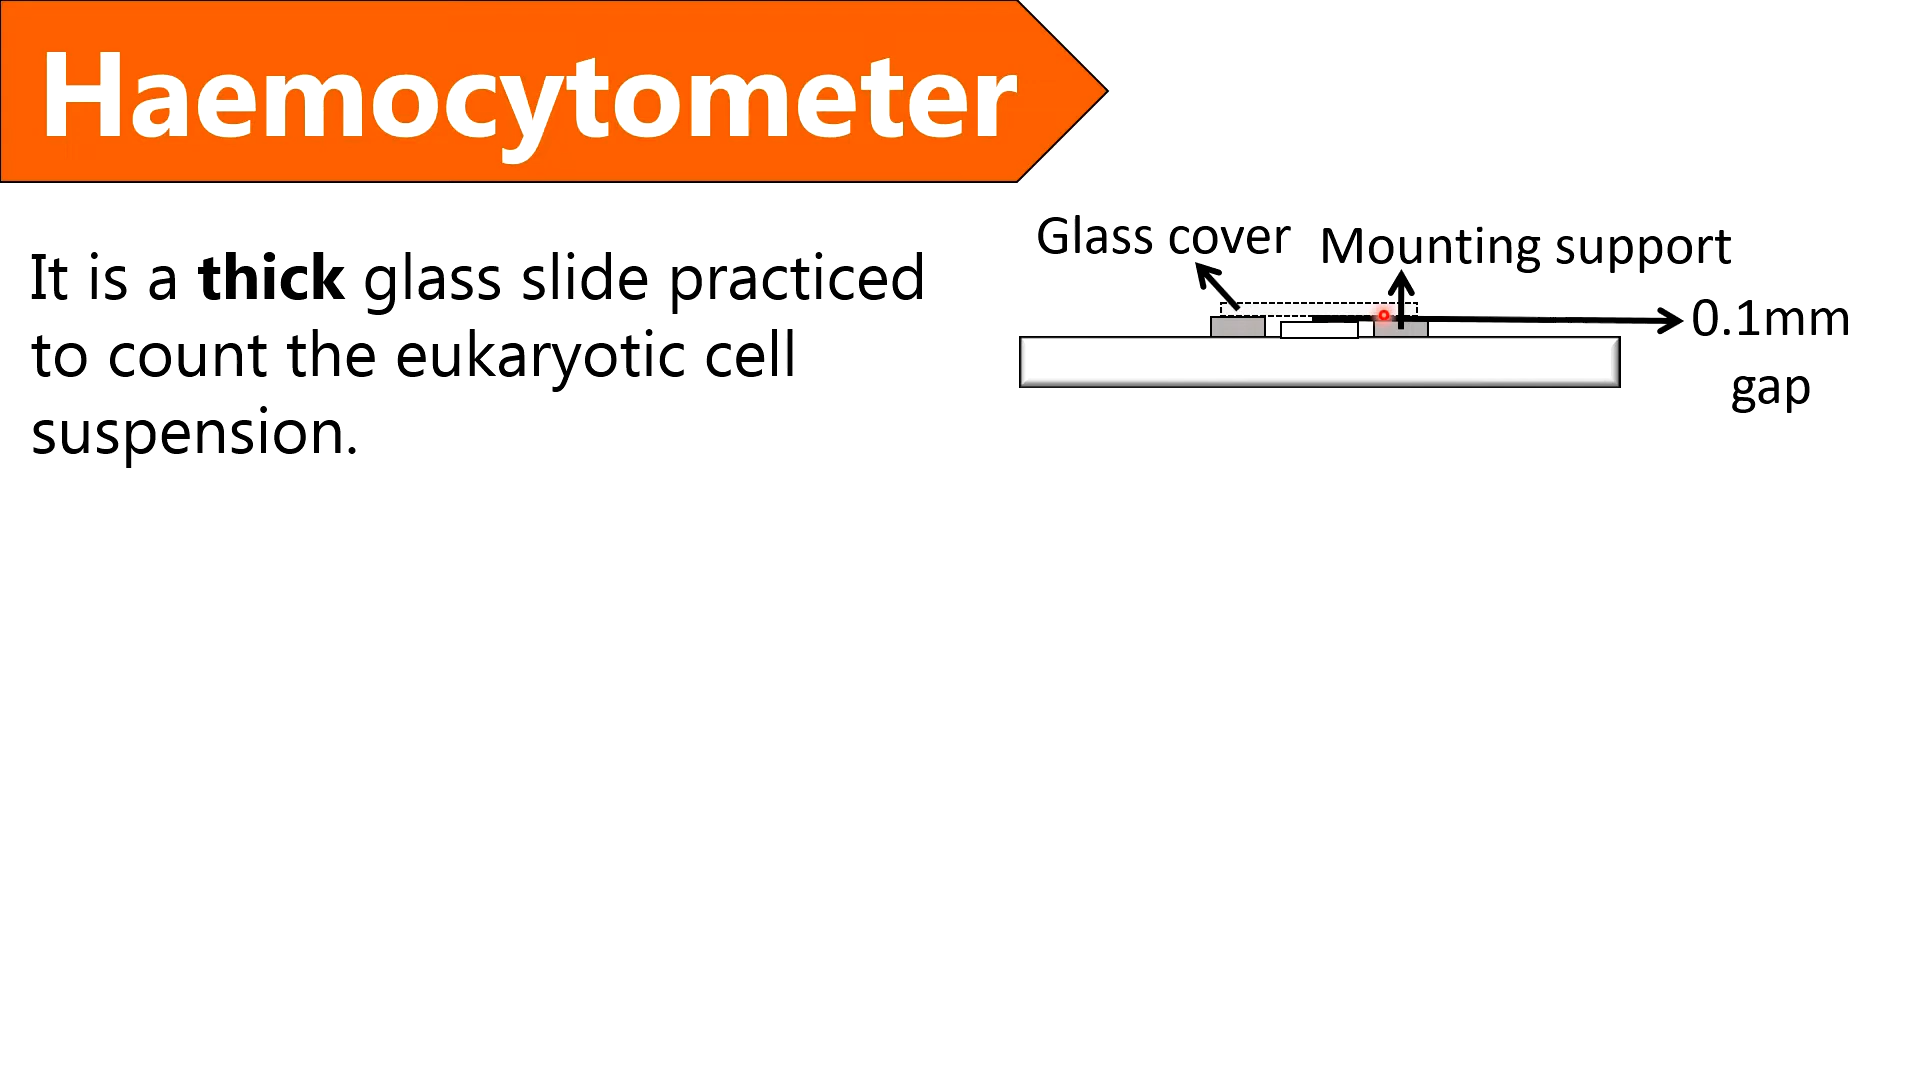 Haemocytometer
It is a thick glass slide practiced
to count the eukaryotic cell
suspension.
Glass cover
Mounting support
0.1mm
gap